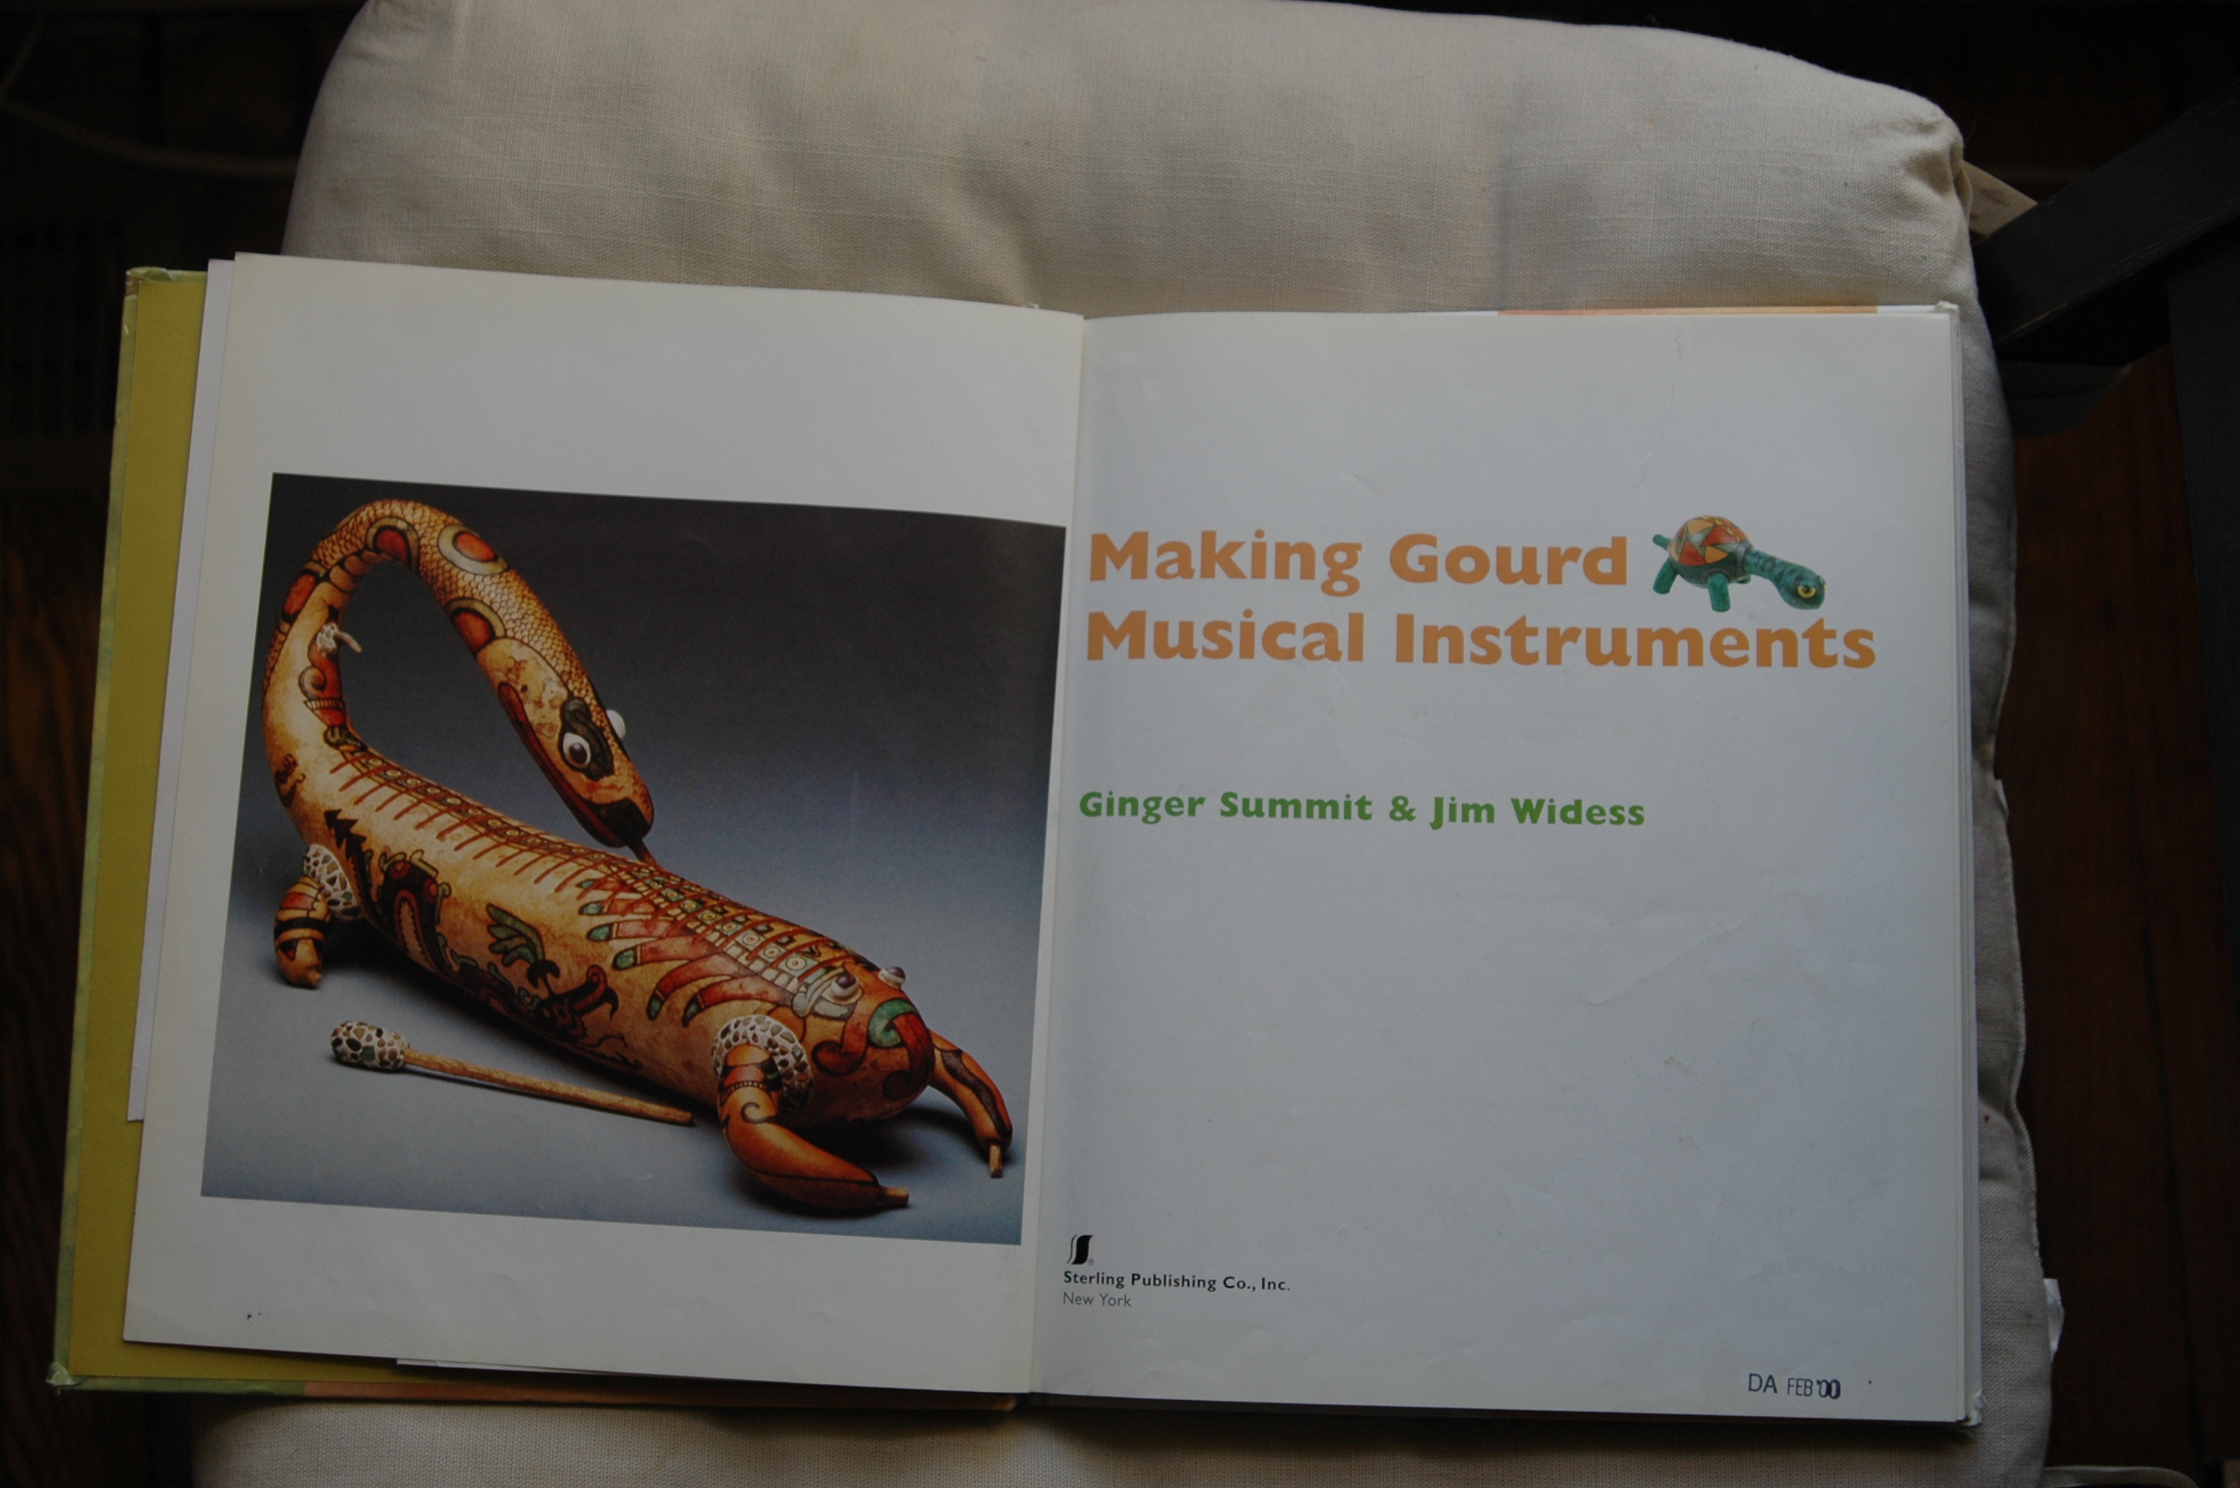 Making Gourd
Musical Instruments
Ginger Summit & Jim Widess
Sterling Publishing Co., Inc.
New York
DA FEB '00